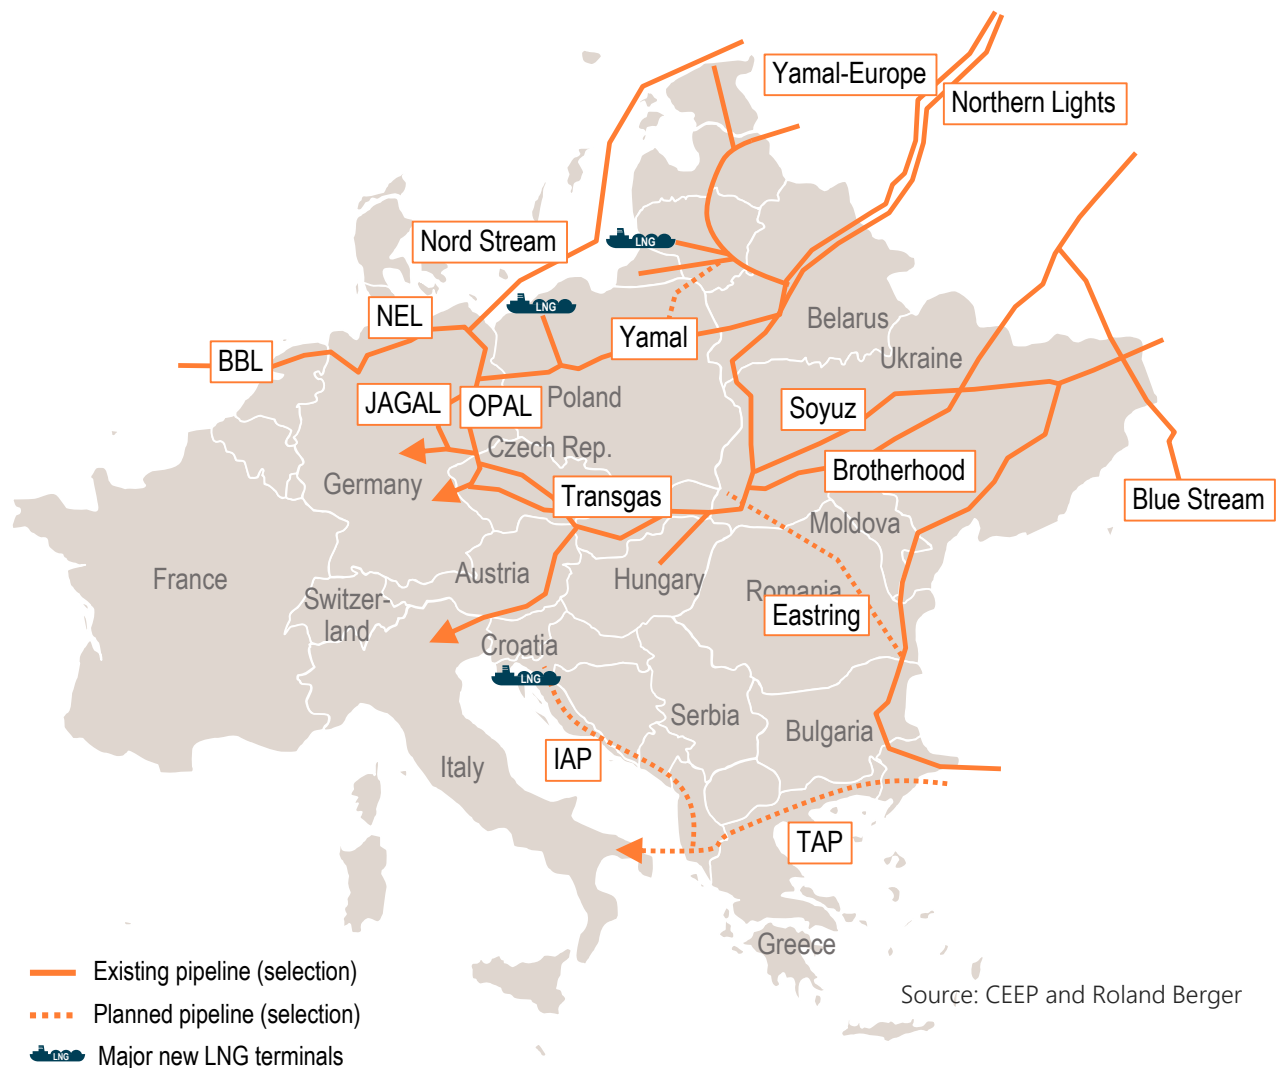 Yamal-Europe
Northern Lights
Nord Stream
LNG
LNG
NEL
Belarus
Yamal
Ukraine
BBL
JAGAL
OPAL
Poland
Soyuz
Czech Rep.
Brotherhood
Germany
Transgas
Blue Stream
Moldova
France
Austria
Hungary
Romania
Switzer-
land
Eastring
Croatia
LNG
Serbia
Bulgaria
IAP
Italy
TAP
Greece
Existing pipeline (selection)
Source: CEEP and Roland Berger
Planned pipeline (selection)
LNG Major new LNG terminals